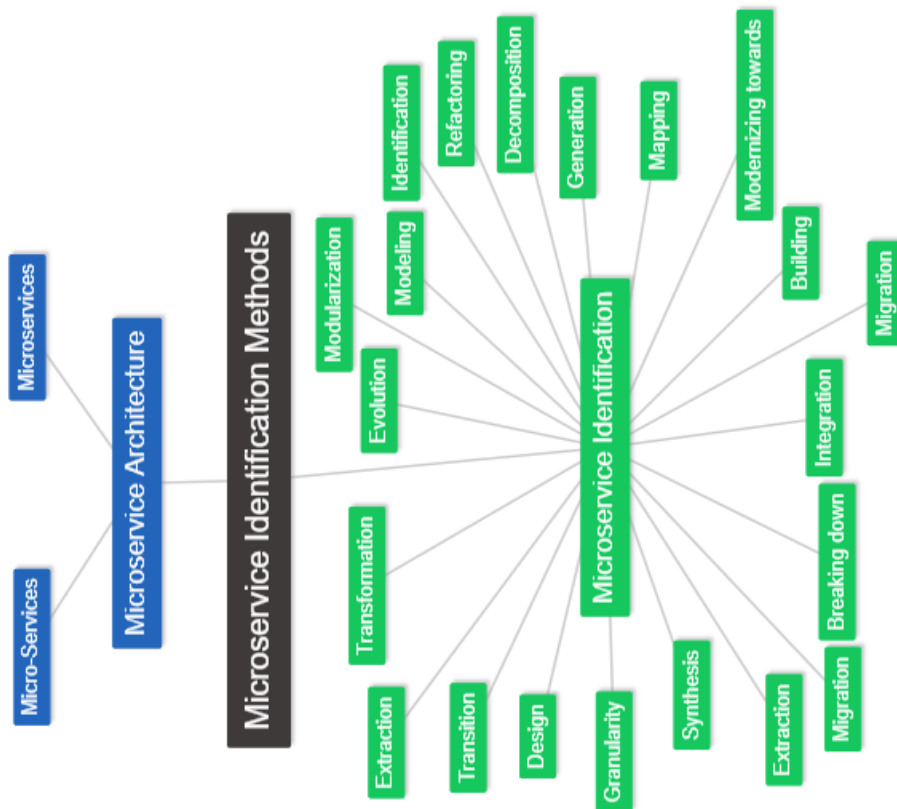 Micro-Services
Microservices
Microservice Architecture
Microservice Identification Methods
Extraction
Transformation
Evolution
Modularization
Modeling
Identification
Transition
Refactoring
Design
Decomposition
Granularity
Microservice Identification
Generation
Synthesis
Mapping
Extraction
Modernizing towards
Building
Migration
Breaking down
Integration
Migration